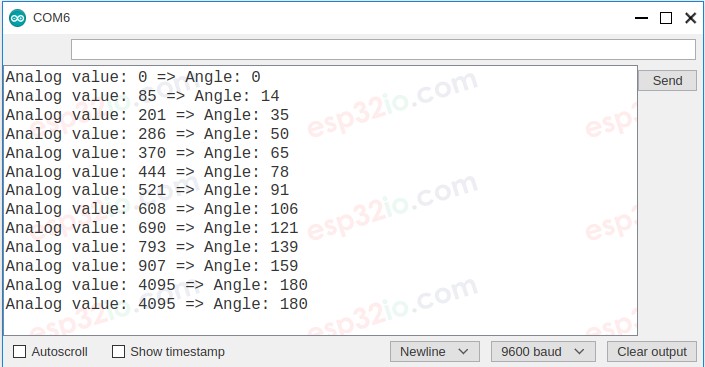 COM6
Send
Analog value: 0 => Angle: 0
Analog value: 85 => Angle: 14
Analog value: 201 => Angle: 35
Analog value: 286 => Angle: 50
Analog value: 370 => Angle: 65
Analog value: 444 => Angle: 78
Analog value: 521 => Angle: 91
Analog value: 608 => Angle: 106
Analog value: 690 => Angle: 121
Analog value: 793 => Angle: 139
Analog value: 907 => Angle: 159
Analog value: 4095 => Angle: 180
Analog value: 4095 => Angle: 180
esp32io.com
esp32io.com
esp32io.com
Autoscroll
Show timestamp
Newline
9600 baud
Clear output